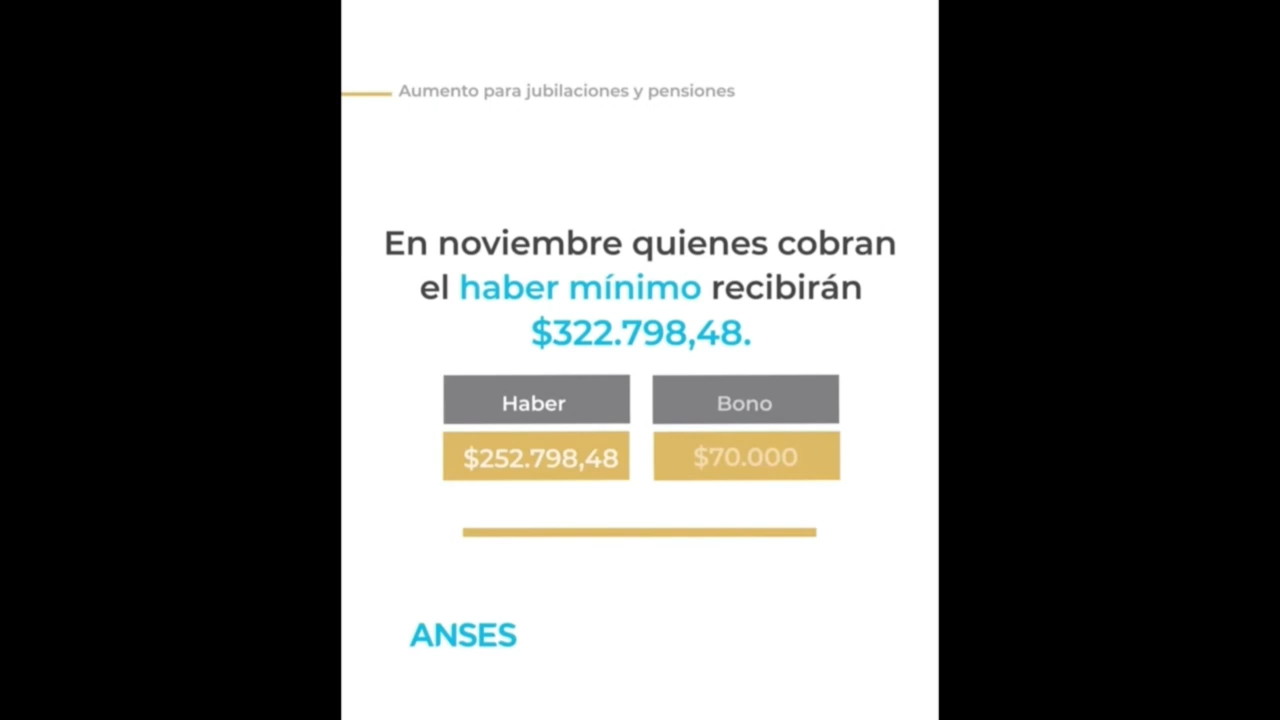 Aumento para jubilaciones y pensiones
En noviembre quienes cobran
el haber mínimo recibirán
$322.798,48.
Haber
Bono
$252.798,48
$70.000
ANSES